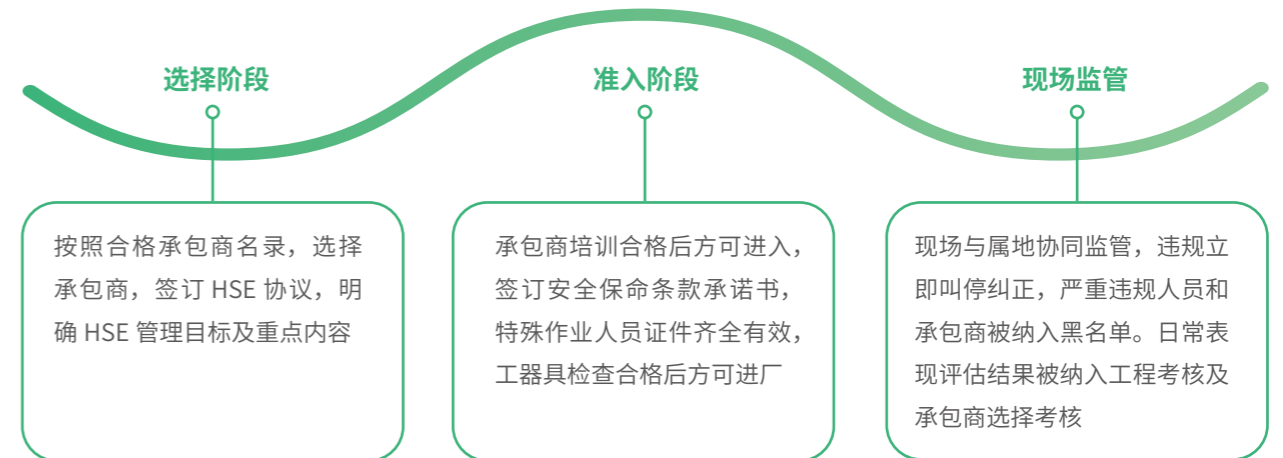 选择阶段
按照合格承包商名录，选择
承包商，签订 HSE 协议，明
确 HSE 管理目标及重点内容
准入阶段
承包商培训合格后方可进入，
签订安全保命条款承诺书，
特殊作业人员证件齐全有效，
工器具检查合格后方可进厂
现场监管
现场与属地协同监管，违规立
即叫停纠正，严重违规人员和
承包商被纳入黑名单。日常表
现评估结果被纳入工程考核及
承包商选择考核